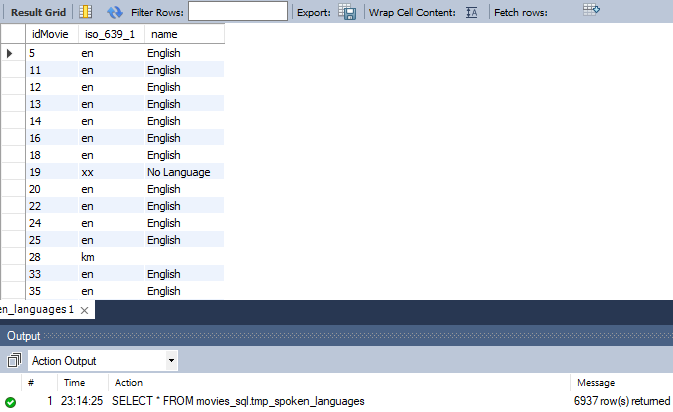 Result Grid Filter Rows: Export: Wrap Cell Content: Fetch rows:
idMovie iso_639_1 name
5 en English
11 en English
12 en English
13 en English
14 en English
16 en English
18 en English
19 xx No Language
20 en English
22 en English
24 en English
25 en English
28 km
33 en English
35 en English
en_languages 1
Output
Action Output
# Time Action Message
1 23:14:25 SELECT * FROM movies_sql.tmp_spoken_languages 6937 row(s) returned